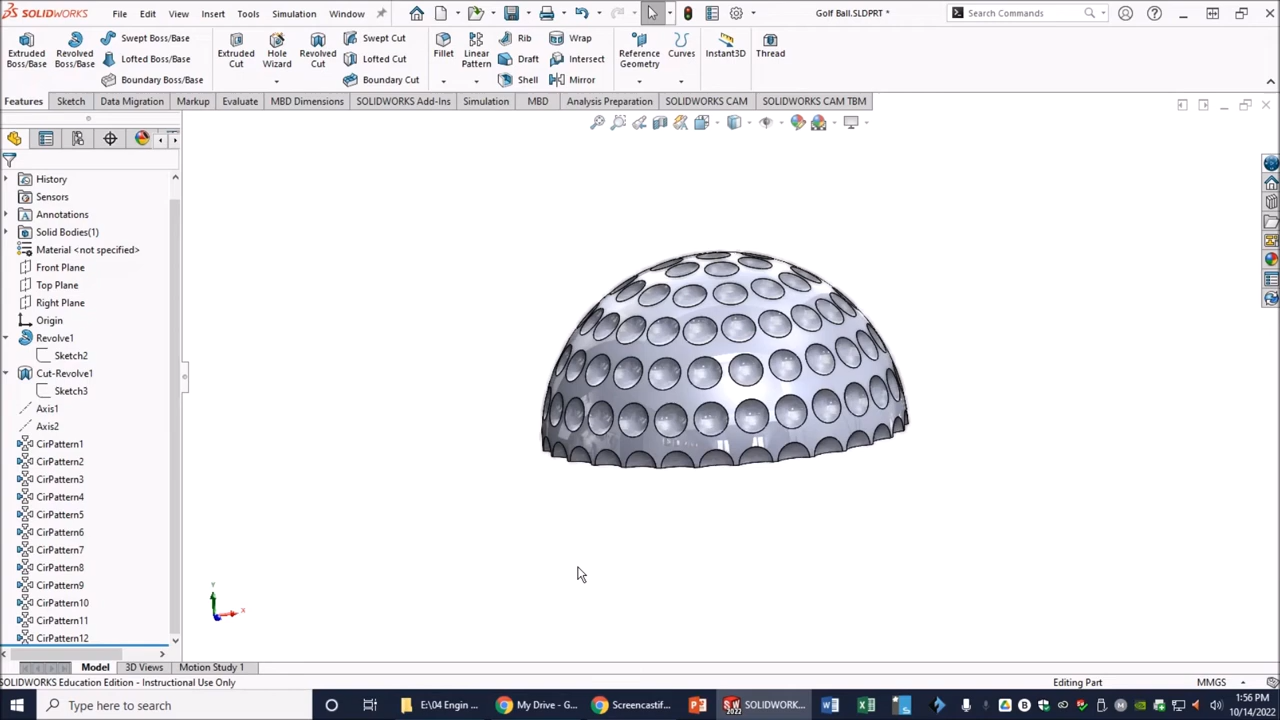 SOLIDWORKS File Edit View Insert Tools Simulation Window Golf Ball.SLDPRT * Search Commands
Extruded Boss/Base
Revolved Boss/Base
Swept Boss/Base
Lofted Boss/Base
Boundary Boss/Base
Extruded Cut
Hole Wizard
Revolved Cut
Swept Cut
Lofted Cut
Boundary Cut
Fillet
Linear Pattern
Rib
Draft
Shell
Wrap
Intersect
Mirror
Reference Geometry
Curves
Instant3D
Thread
Features Sketch Data Migration Markup Evaluate MBD Dimensions SOLIDWORKS Add-Ins Simulation MBD Analysis Preparation SOLIDWORKS CAM SOLIDWORKS CAM TBM
History
Sensors
Annotations
Solid Bodies(1)
Material <not specified>
Front Plane
Top Plane
Right Plane
Origin
Revolve1
Sketch2
Cut-Revolve1
Sketch3
Axis1
Axis2
CirPattern1
CirPattern2
CirPattern3
CirPattern4
CirPattern5
CirPattern6
CirPattern7
CirPattern8
CirPattern9
CirPattern10
CirPattern11
CirPattern12
Y
X
Model 3D Views Motion Study 1
SOLIDWORKS Education Edition - Instructional Use Only Editing Part MMGS
Type here to search E:\04 Engin ... My Drive - G... Screencastif... SOLIDWORK... 1:56 PM
10/14/2022